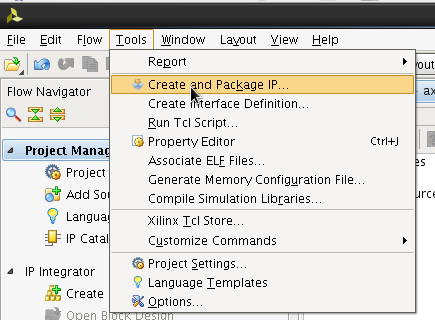 File Edit Flow Tools Window Layout View Help
Report
Flow Navigator
Create and Package IP...
Create Interface Definition...
Run Tcl Script...
Property Editor Ctrl+J
Associate ELF Files...
Generate Memory Configuration File...
Compile Simulation Libraries...
Xilinx Tcl Store...
Customize Commands
Project Settings...
Language Templates
Options...
Project Manag
Project
Add Sou
Languag
IP Catal
IP Integrator
Create
Open Block Design